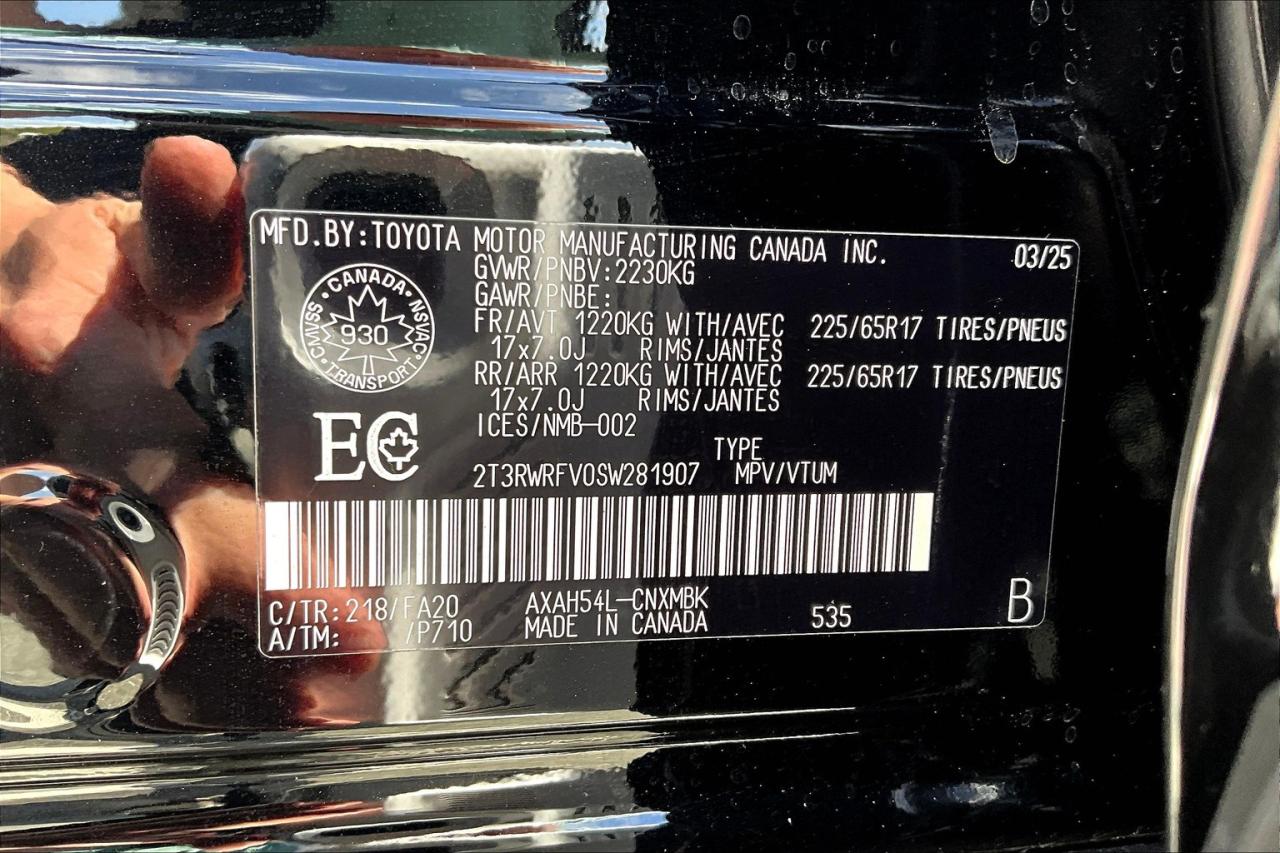 MFD.BY:TOYOTA MOTOR MANUFACTURING CANADA INC. 03/25
GVWR/PNBV:2230KG
GAWR/PNBE:
FR/AVT 1220KG WITH/AVEC 225/65R17 TIRES/PNEUS
17x7.0J RIMS/JANTES
RR/ARR 1220KG WITH/AVEC 225/65R17 TIRES/PNEUS
17x7.0J RIMS/JANTES
ICES/NMB-002
CANADA
CMVSS NSVAC
930
TRANSPORT
EC
TYPE
2T3RWRFV0SW281907 MPV/VTUM
C/TR:218/FA20 AXAH54L-CNXMBK 535 B
A/TM: /P710 MADE IN CANADA